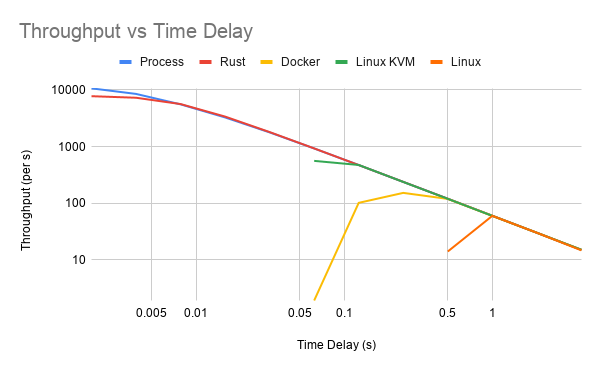 Throughput vs Time Delay
Process Rust Docker Linux KVM Linux
Throughput (per s)
10000
1000
100
10
0.005 0.01 0.05 0.1 0.5 1
Time Delay (s)